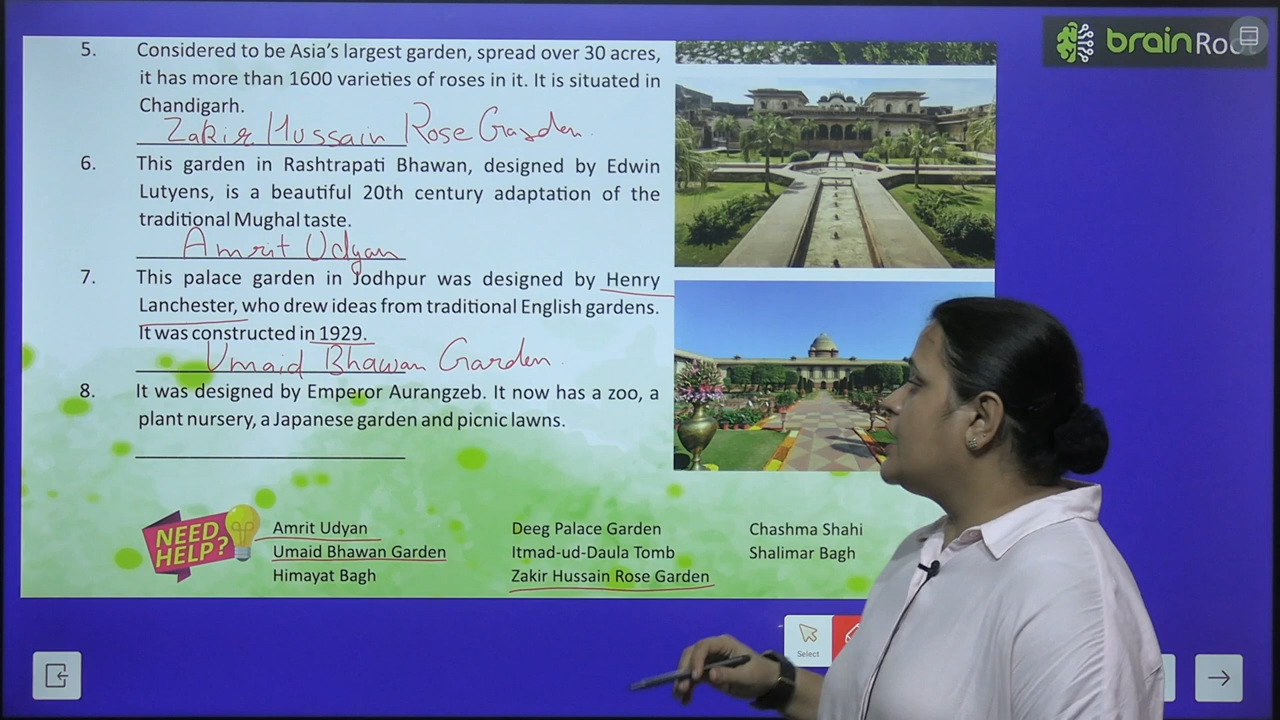 brainRo
5. Considered to be Asia's largest garden, spread over 30 acres,
it has more than 1600 varieties of roses in it. It is situated in
Chandigarh.
Zakir Hussain Rose Garden.
6. This garden in Rashtrapati Bhawan, designed by Edwin
Lutyens, is a beautiful 20th century adaptation of the
traditional Mughal taste.
Amrit Udyan
7. This palace garden in Jodhpur was designed by Henry
Lanchester, who drew ideas from traditional English gardens.
It was constructed in 1929.
Umaid Bhawan Garden.
8. It was designed by Emperor Aurangzeb. It now has a zoo, a
plant nursery, a Japanese garden and picnic lawns.
NEED HELP?
Amrit Udyan Deeg Palace Garden Chashma Shahi
Umaid Bhawan Garden Itmad-ud-Daula Tomb Shalimar Bagh
Himayat Bagh Zakir Hussain Rose Garden
Select